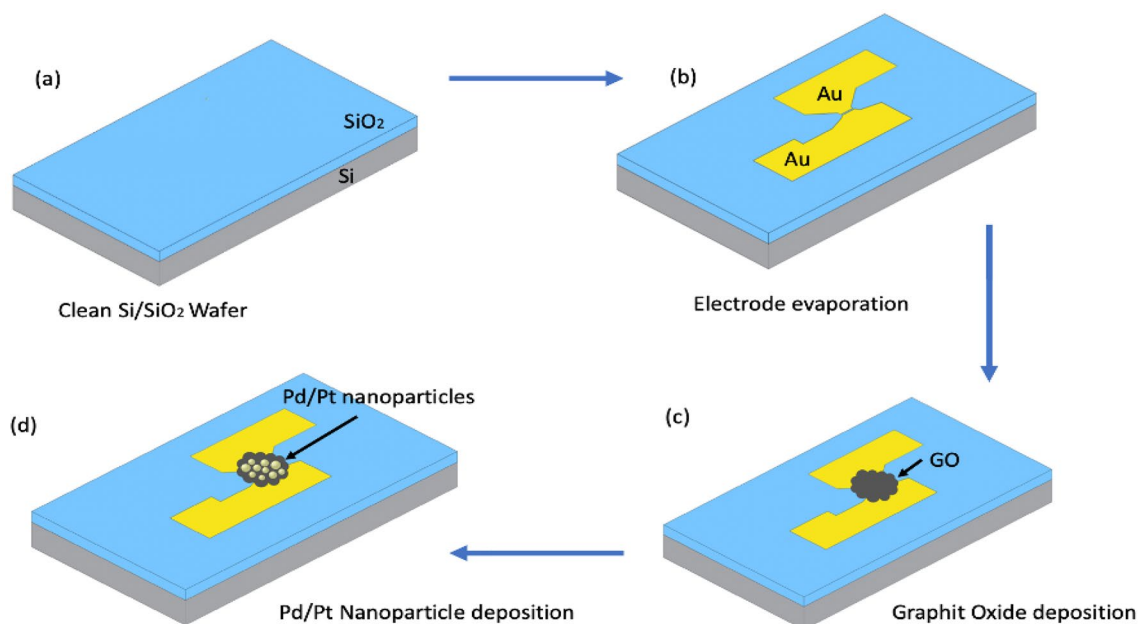 (a)
SiO₂
Si
Clean Si/SiO₂ Wafer
(b)
Au
Au
Electrode evaporation
(c)
GO
Graphit Oxide deposition
(d)
Pd/Pt nanoparticles
Pd/Pt Nanoparticle deposition